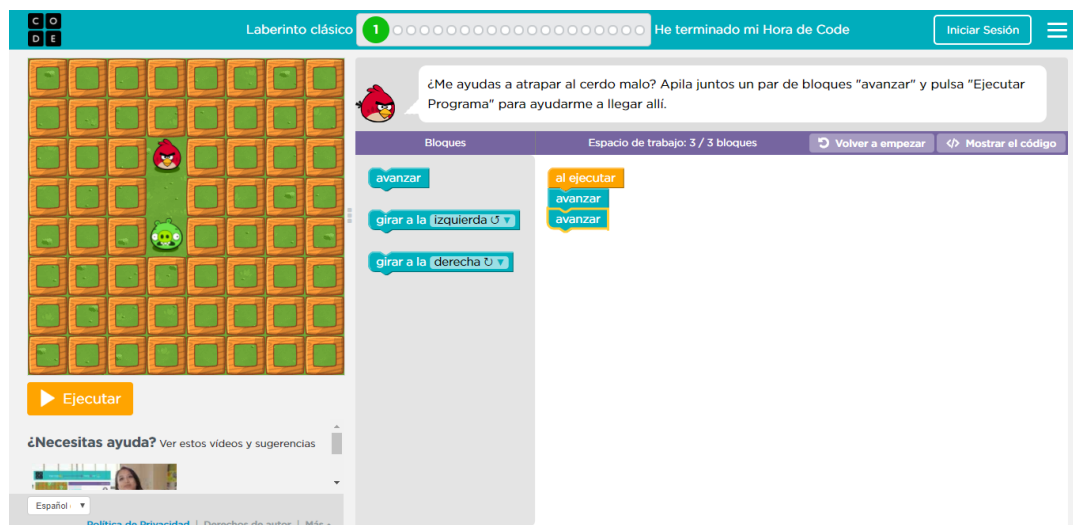 C O
D E
Laberinto clásico
1
He terminado mi Hora de Code
Iniciar Sesión
¿Me ayudas a atrapar al cerdo malo? Apila juntos un par de bloques "avanzar" y pulsa "Ejecutar
Programa" para ayudarme a llegar allí.
Bloques
Espacio de trabajo: 3 / 3 bloques
Volver a empezar
</> Mostrar el código
avanzar
girar a la izquierda ↺ ▼
girar a la derecha ↻ ▼
al ejecutar
avanzar
avanzar
Ejecutar
¿Necesitas ayuda? Ver estos vídeos y sugerencias
Español
Política de Privacidad | Derechos de autor | Más